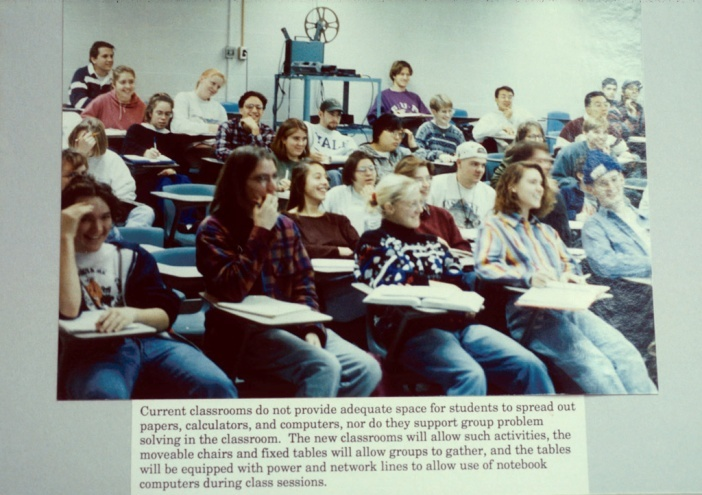 YALE
Current classrooms do not provide adequate space for students to spread out
papers, calculators, and computers, nor do they support group problem
solving in the classroom. The new classrooms will allow such activities, the
moveable chairs and fixed tables will allow groups to gather, and the tables
will be equipped with power and network lines to allow use of notebook
computers during class sessions.